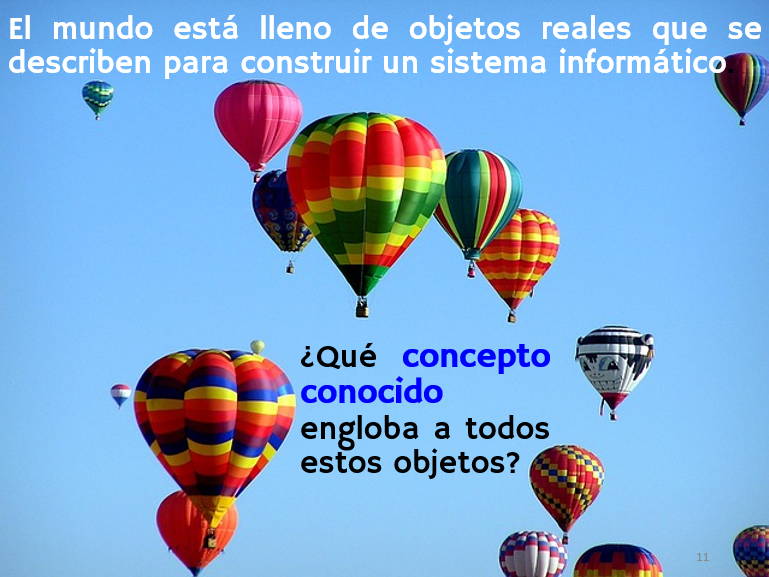 El mundo está lleno de objetos reales que se
describen para construir un sistema informático.
¿Qué concepto
conocido
engloba a todos
estos objetos?
11